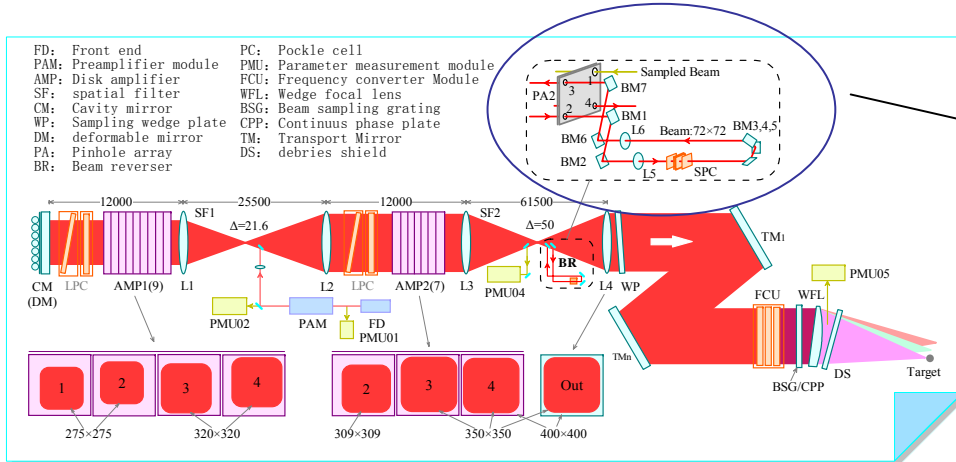 FD: Front end
PAM: Preamplifier module
AMP: Disk amplifier
SF: spatial filter
CM: Cavity mirror
WP: Sampling wedge plate
DM: deformable mirror
PA: Pinhole array
BR: Beam reverser
PC: Pockle cell
PMU: Parameter measurement module
FCU: Frequency converter Module
WFL: Wedge focal lens
BSG: Beam sampling grating
CPP: Continuus phase plate
TM: Transport Mirror
DS: debries shield
0
1
Sampled Beam
PA2
3
BM7
4
2
0
BM1
L6
Beam:72×72
BM3,4,5
BM6
BM2
L5
SPC
12000
25500
12000
61500
SF1
SF2
Δ=21.6
Δ=50
TM1
BR
CM
(DM)
LPC
AMP1(9)
L1
L2
LPC
AMP2(7)
L3
PMU04
L4
WP
PMU05
FCU
WFL
PMU02
PAM
FD
PMU01
TMn
BSG/CPP
DS
Target
1
2
3
4
2
3
4
Out
275×275
320×320
309×309
350×350
400×400